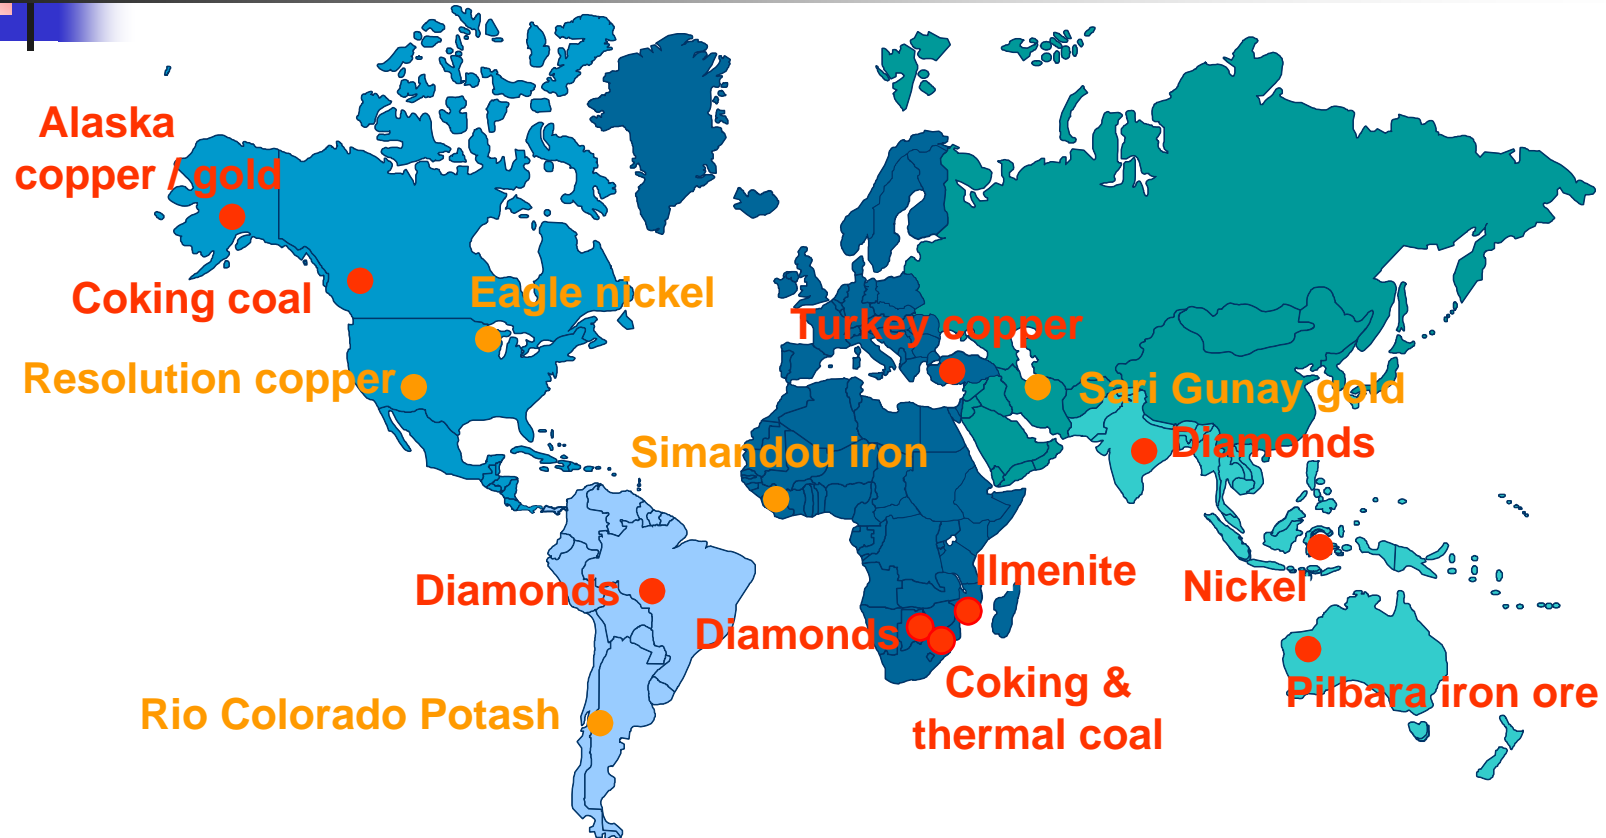 Alaska
copper / gold
Coking coal
Eagle nickel
Turkey copper
Resolution copper
Sari Gunay gold
Diamonds
Simandou iron
Ilmenite
Nickel
Diamonds
Diamonds
Coking &
thermal coal
Pilbara iron ore
Rio Colorado Potash